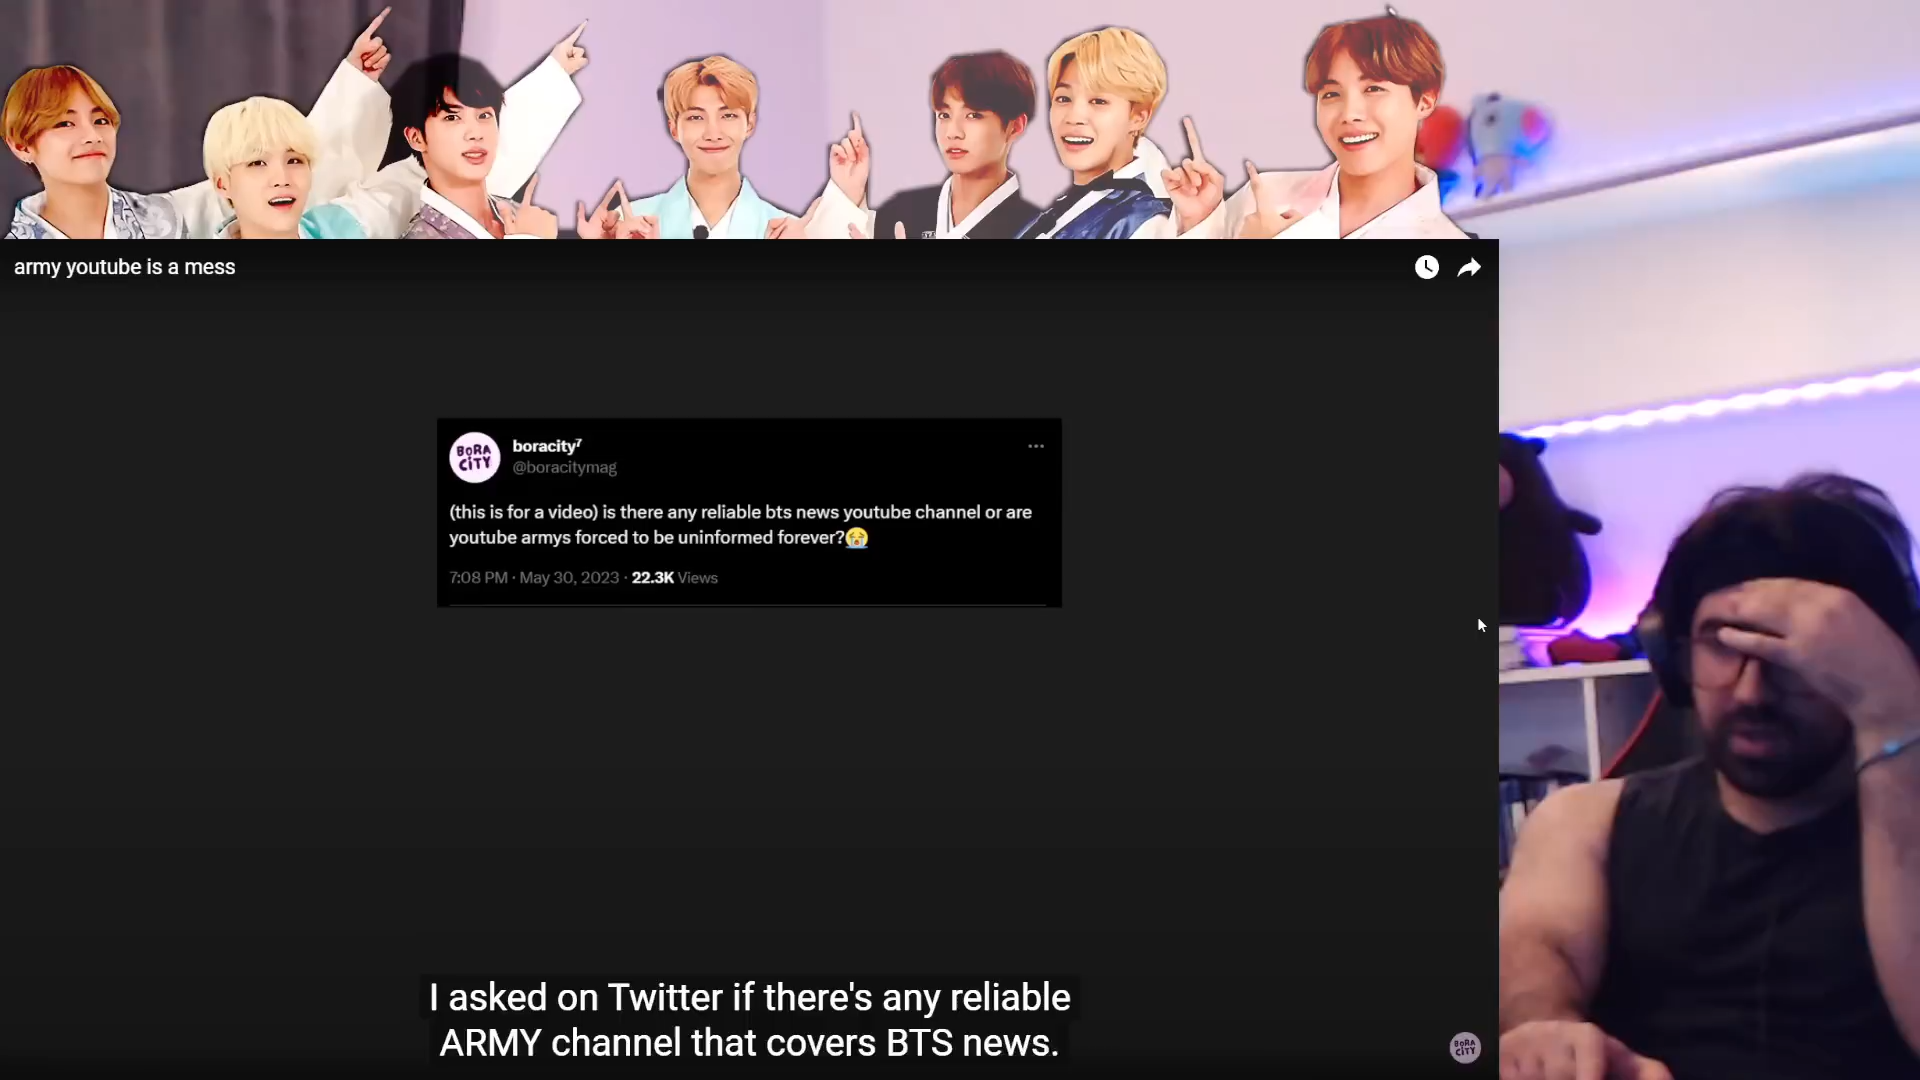 army youtube is a mess
BORA
CITY
boracity⁷
@boracitymag
(this is for a video) is there any reliable bts news youtube channel or are
youtube armys forced to be uninformed forever?😭
7:08 PM · May 30, 2023 · 22.3K Views
I asked on Twitter if there's any reliable
ARMY channel that covers BTS news.
BORA
CITY